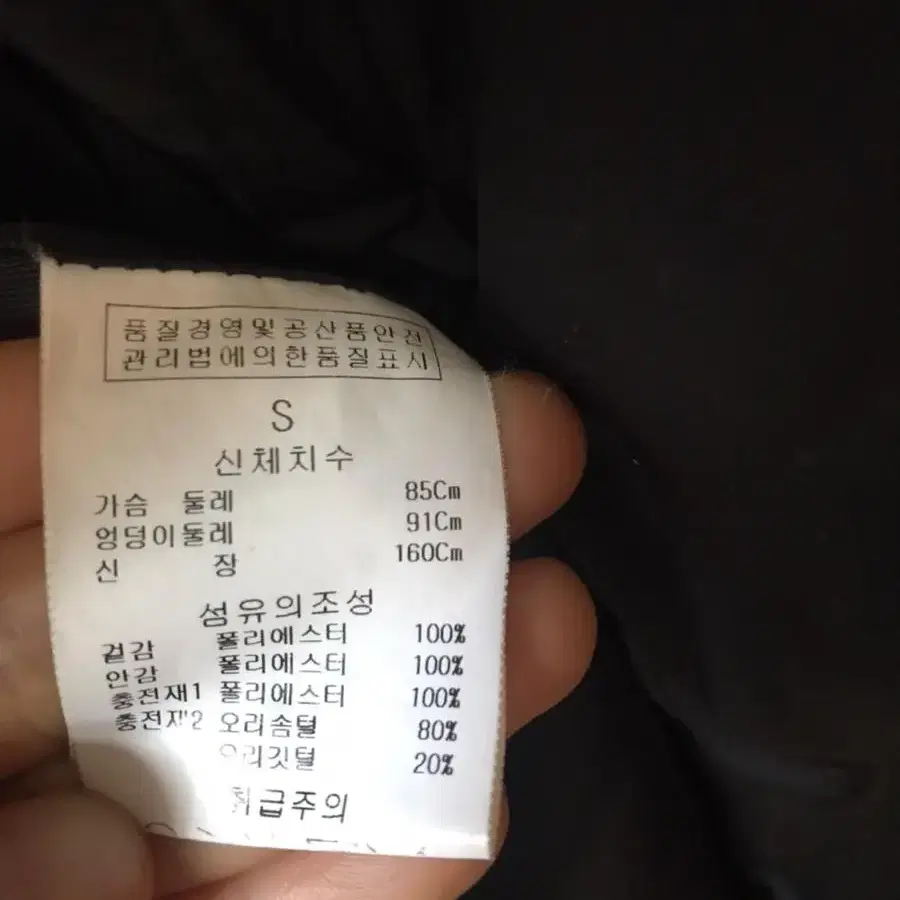 품질경영및공산품안전
관리법에의한품질표시
S
신체치수
가슴 둘레 85Cm
엉덩이둘레 91Cm
신 장 160Cm
섬유의조성
겉감 폴리에스터 100%
안감 폴리에스터 100%
충전재1 폴리에스터 100%
충전재2 오리솜털 80%
오리깃털 20%
취급주의